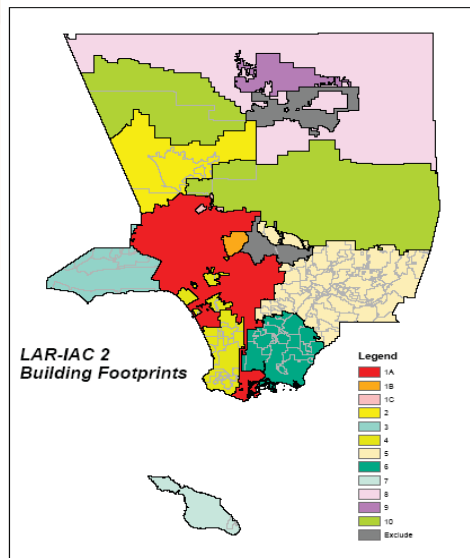 LAR-IAC 2
Building Footprints
Legend
1A
1B
1C
2
3
4
5
6
7
8
9
10
Exclude